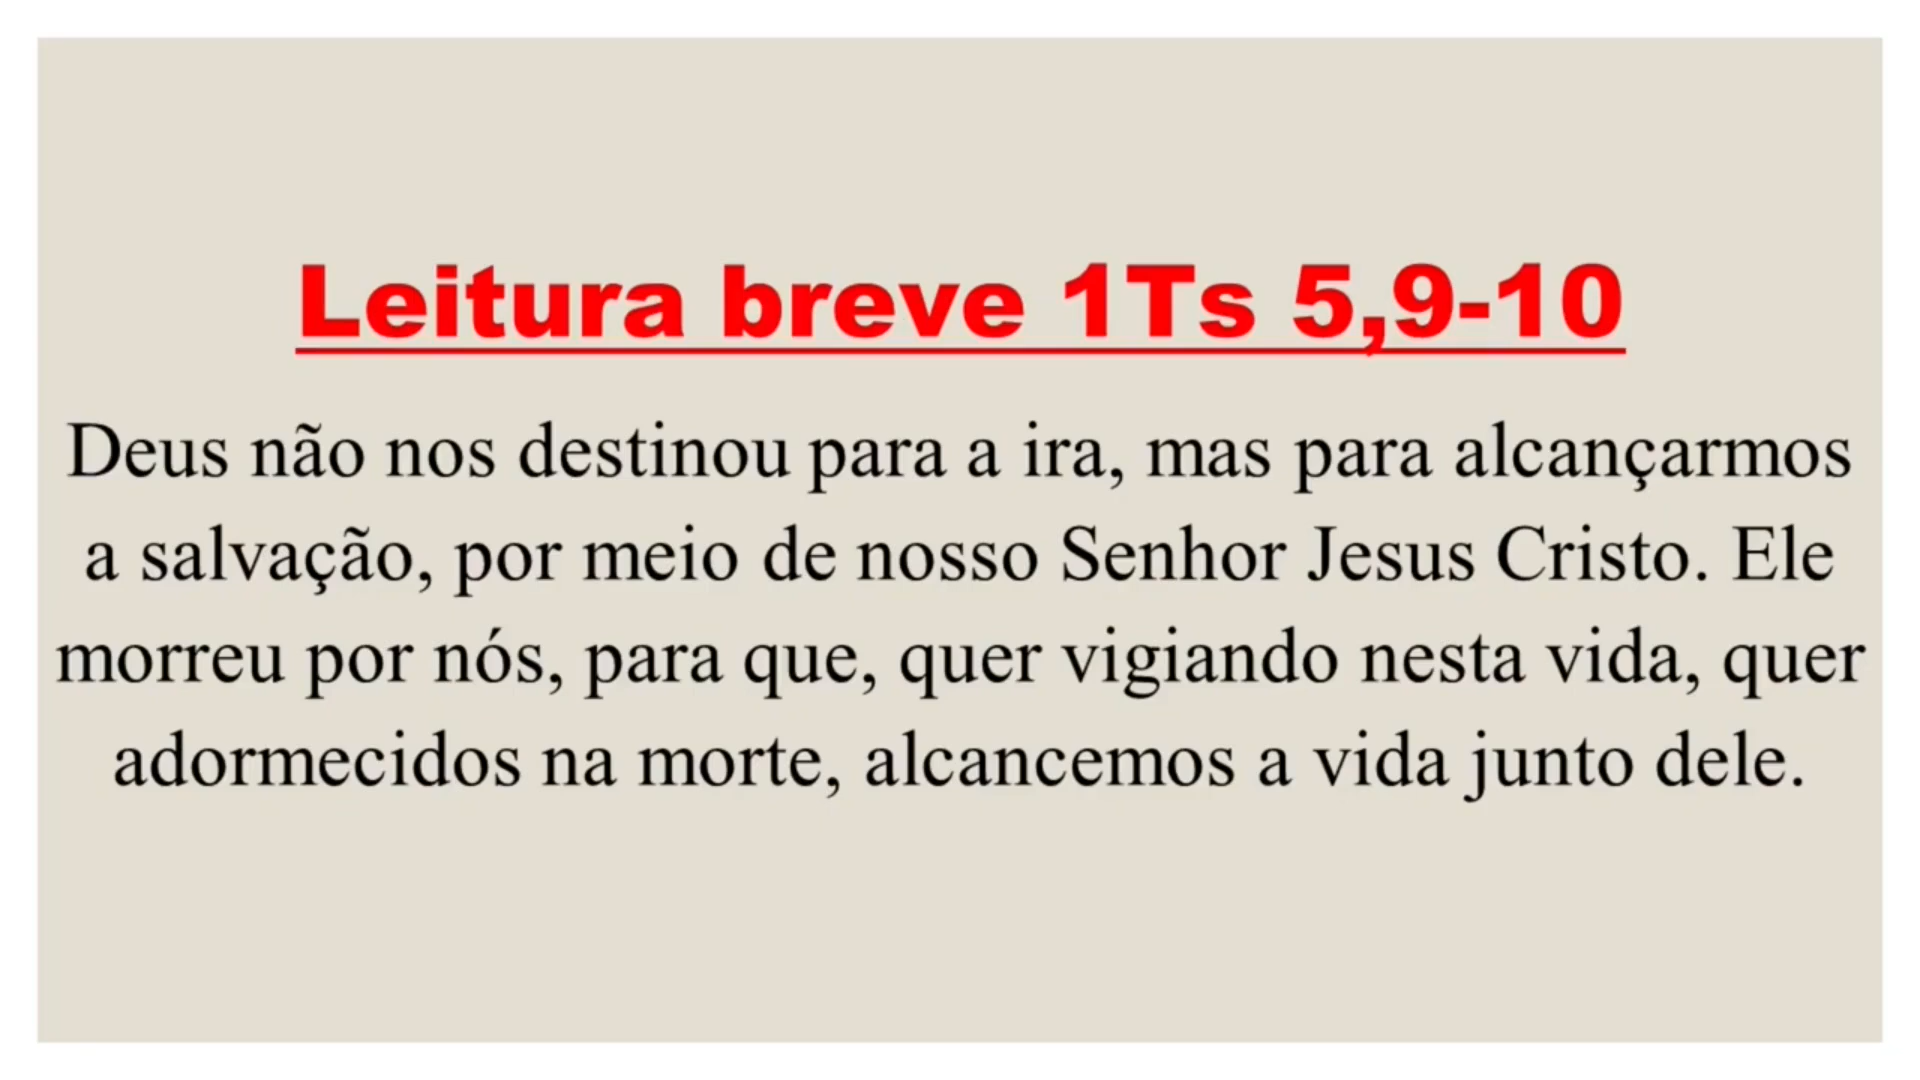 Leitura breve 1Ts 5,9-10
Deus não nos destinou para a ira, mas para alcançarmos
a salvação, por meio de nosso Senhor Jesus Cristo. Ele
morreu por nós, para que, quer vigiando nesta vida, quer
adormecidos na morte, alcancemos a vida junto dele.